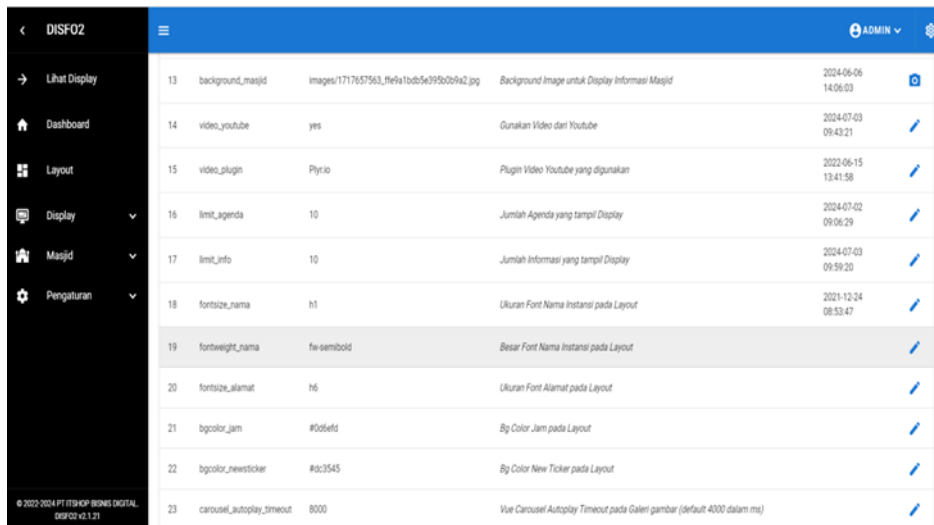 DISFO2
ADMIN
Lihat Display
Dashboard
Layout
Display
Masjid
Pengaturan
13 background_masjid images/1717657563_ffe9a1bdb5e395b0b9a2.jpg Background Image untuk Display Informasi Masjid 2024-06-06 14:06:03
14 video_youtube yes Gunakan Video dari Youtube 2024-07-03 09:43:21
15 video_plugin Plyr.io Plugin Video Youtube yang digunakan 2022-06-15 13:41:58
16 limit_agenda 10 Jumlah Agenda yang tampil Display 2024-07-02 09:06:29
17 limit_info 10 Jumlah Informasi yang tampil Display 2024-07-03 09:59:20
18 fontsize_nama h1 Ukuran Font Nama Instansi pada Layout 2021-12-24 08:53:47
19 fontweight_nama fw-semibold Besar Font Nama Instansi pada Layout
20 fontsize_alamat h6 Ukuran Font Alamat pada Layout
21 bgcolor_jam #0d6efd Bg Color Jam pada Layout
22 bgcolor_newsticker #dc3545 Bg Color New Ticker pada Layout
23 carousel_autoplay_timeout 8000 Vue Carousel Autoplay Timeout pada Galeri gambar (default 4000 dalam ms)
© 2022-2024 PT ITSHOP BISNIS DIGITAL.
DISFO2 v2.1.21